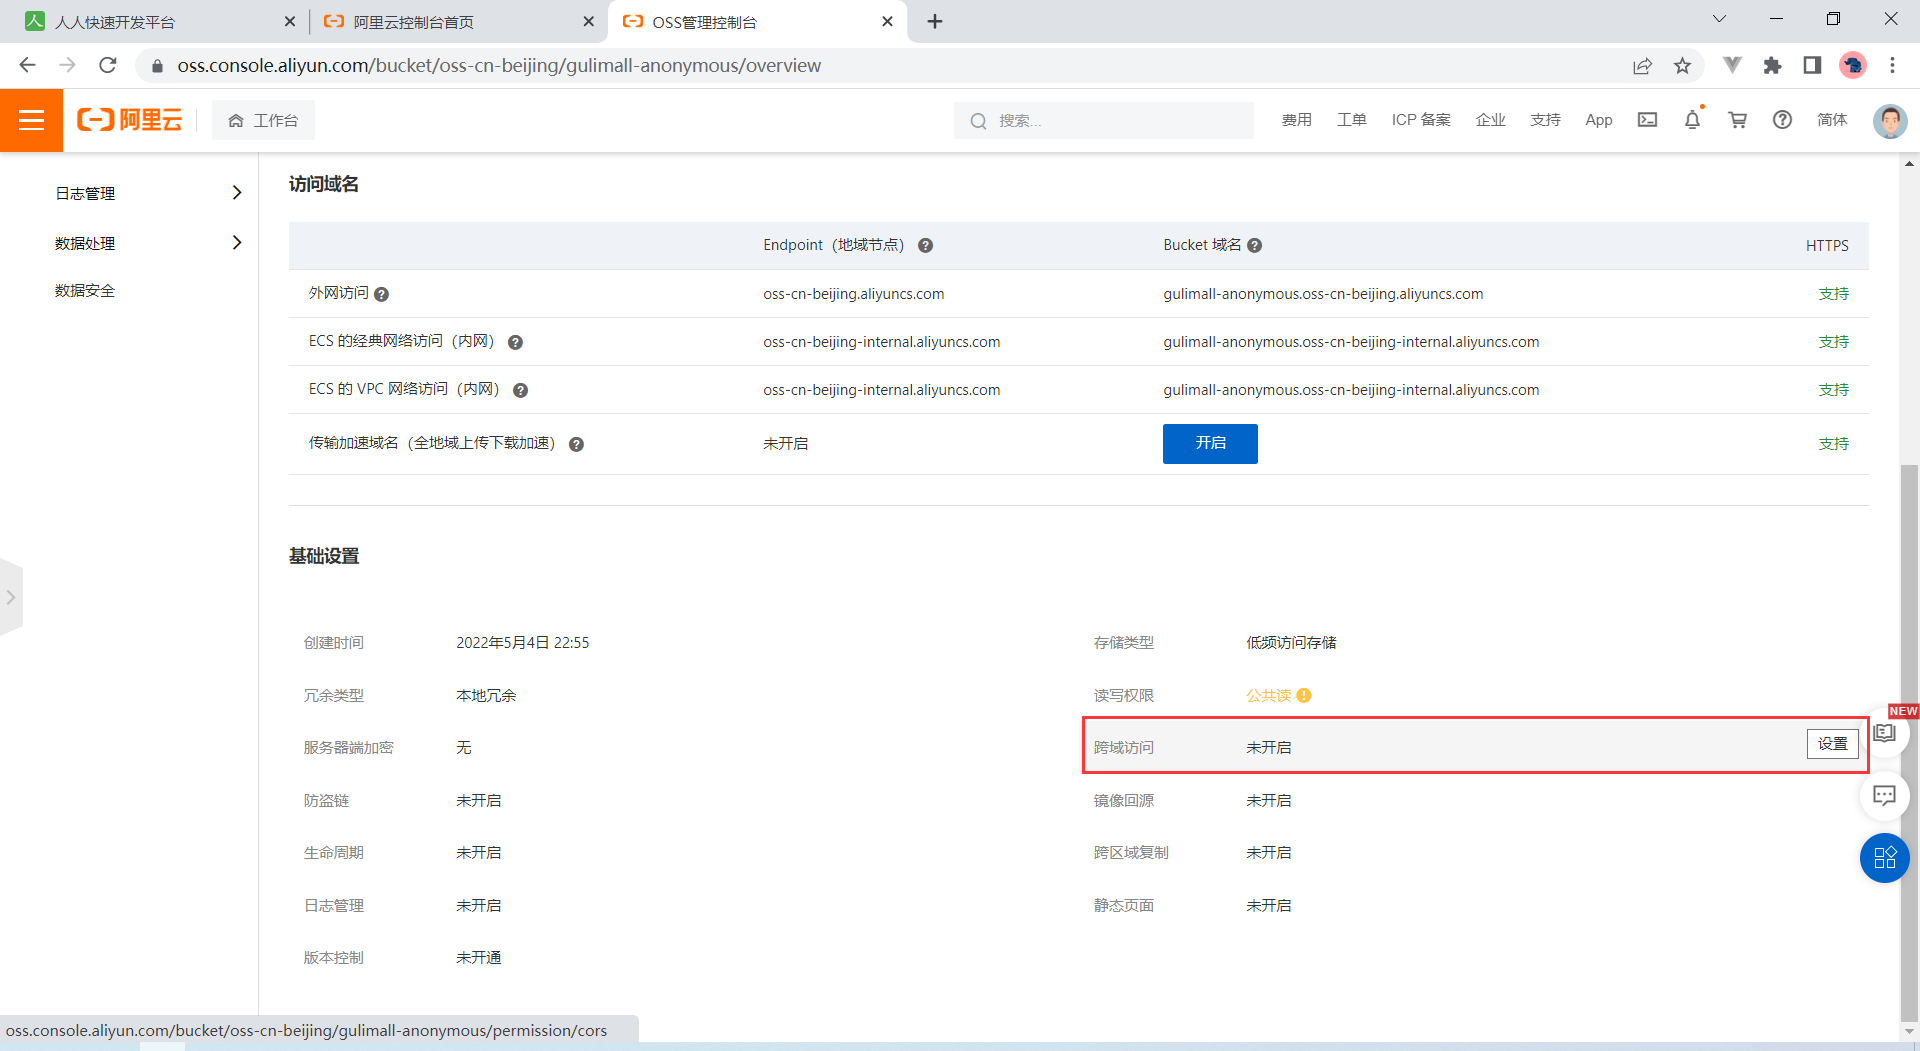 人人快速开发平台
阿里云控制台首页
OSS管理控制台
oss.console.aliyun.com/bucket/oss-cn-beijing/gulimall-anonymous/overview
阿里云
工作台
搜索...
费用
工单
ICP 备案
企业
支持
App
简体
日志管理
数据处理
数据安全
访问域名
Endpoint（地域节点）
Bucket 域名
HTTPS
外网访问
oss-cn-beijing.aliyuncs.com
gulimall-anonymous.oss-cn-beijing.aliyuncs.com
支持
ECS 的经典网络访问（内网）
oss-cn-beijing-internal.aliyuncs.com
gulimall-anonymous.oss-cn-beijing-internal.aliyuncs.com
支持
ECS 的 VPC 网络访问（内网）
oss-cn-beijing-internal.aliyuncs.com
gulimall-anonymous.oss-cn-beijing-internal.aliyuncs.com
支持
传输加速域名（全地域上传下载加速）
未开启
开启
支持
基础设置
创建时间
2022年5月4日 22:55
存储类型
低频访问存储
冗余类型
本地冗余
读写权限
公共读
NEW
服务器端加密
无
跨域访问
未开启
设置
防盗链
未开启
镜像回源
未开启
生命周期
未开启
跨区域复制
未开启
日志管理
未开启
静态页面
未开启
版本控制
未开通
oss.console.aliyun.com/bucket/oss-cn-beijing/gulimall-anonymous/permission/cors